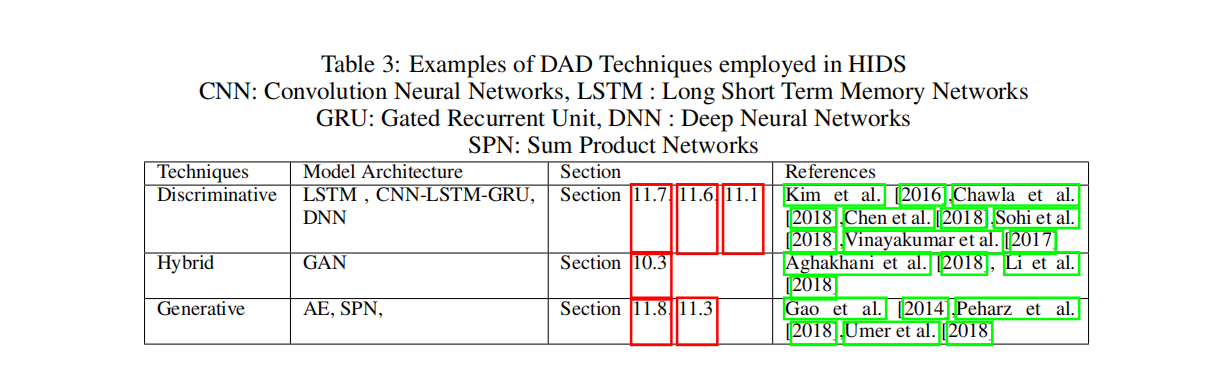 Table 3: Examples of DAD Techniques employed in HIDS
CNN: Convolution Neural Networks, LSTM : Long Short Term Memory Networks
GRU: Gated Recurrent Unit, DNN : Deep Neural Networks
SPN: Sum Product Networks
Techniques Model Architecture Section References
Discriminative LSTM , CNN-LSTM-GRU, Section 11.7, 11.6, 11.1 Kim et al. [2016],Chawla et al.
DNN [2018],Chen et al. [2018],Sohi et al.
[2018],Vinayakumar et al. [2017]
Hybrid GAN Section 10.3 Aghakhani et al. [2018], Li et al.
[2018]
Generative AE, SPN, Section 11.8, 11.3 Gao et al. [2014],Peharz et al.
[2018],Umer et al. [2018]